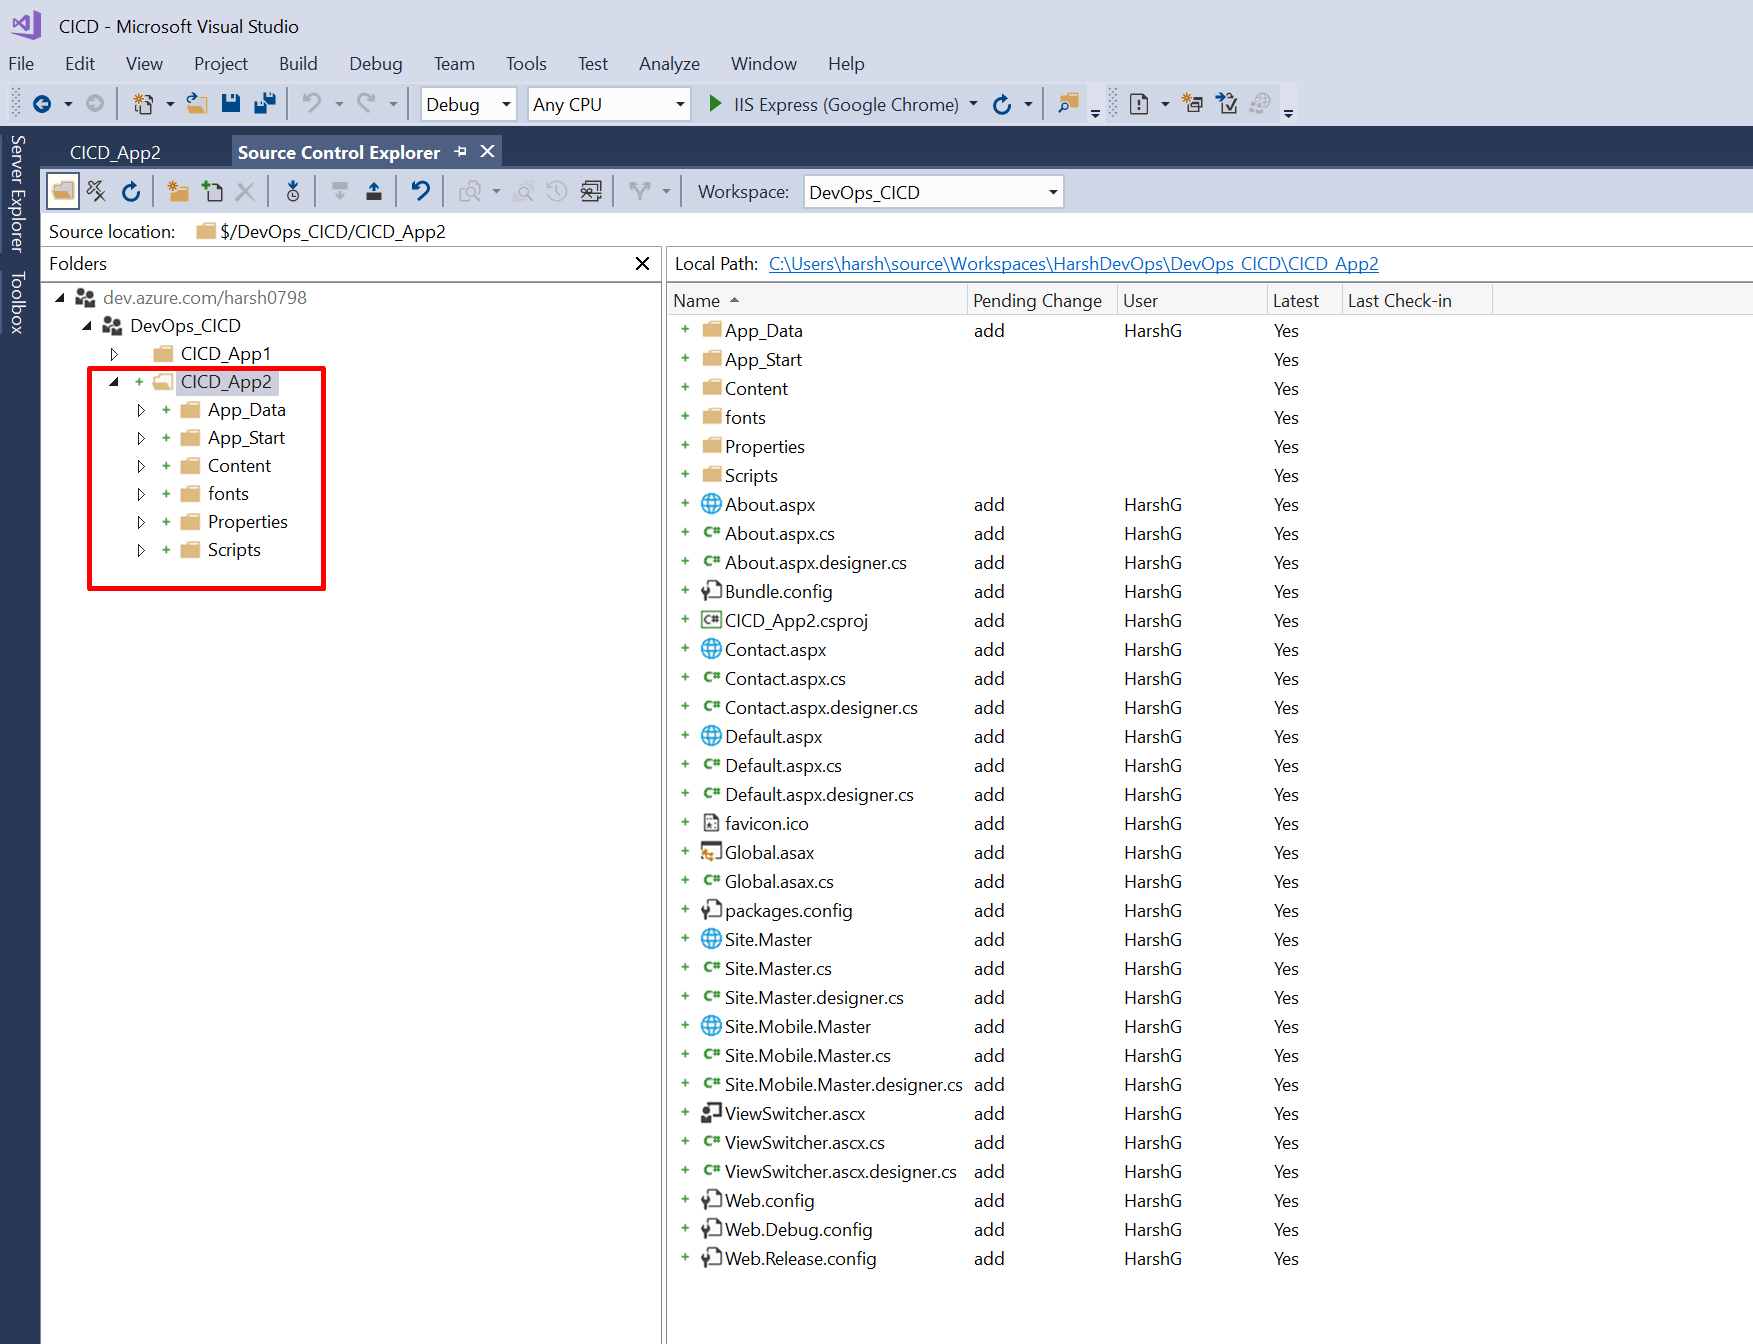 CICD - Microsoft Visual Studio
File Edit View Project Build Debug Team Tools Test Analyze Window Help
Debug Any CPU IIS Express (Google Chrome)
Server Explorer
Toolbox
CICD_App2 Source Control Explorer
Workspace: DevOps_CICD
Source location: $/DevOps_CICD/CICD_App2
Folders
dev.azure.com/harsh0798
DevOps_CICD
CICD_App1
CICD_App2
App_Data
App_Start
Content
fonts
Properties
Scripts
Local Path: C:\Users\harsh\source\Workspaces\HarshDevOps\DevOps_CICD\CICD_App2
Name Pending Change User Latest Last Check-in
App_Data add HarshG Yes
App_Start Yes
Content Yes
fonts Yes
Properties Yes
Scripts Yes
About.aspx add HarshG Yes
C# About.aspx.cs add HarshG Yes
C# About.aspx.designer.cs add HarshG Yes
Bundle.config add HarshG Yes
C# CICD_App2.csproj add HarshG Yes
Contact.aspx add HarshG Yes
C# Contact.aspx.cs add HarshG Yes
C# Contact.aspx.designer.cs add HarshG Yes
Default.aspx add HarshG Yes
C# Default.aspx.cs add HarshG Yes
C# Default.aspx.designer.cs add HarshG Yes
favicon.ico add HarshG Yes
Global.asax add HarshG Yes
C# Global.asax.cs add HarshG Yes
packages.config add HarshG Yes
Site.Master add HarshG Yes
C# Site.Master.cs add HarshG Yes
C# Site.Master.designer.cs add HarshG Yes
Site.Mobile.Master add HarshG Yes
C# Site.Mobile.Master.cs add HarshG Yes
C# Site.Mobile.Master.designer.cs add HarshG Yes
ViewSwitcher.ascx add HarshG Yes
C# ViewSwitcher.ascx.cs add HarshG Yes
C# ViewSwitcher.ascx.designer.cs add HarshG Yes
Web.config add HarshG Yes
Web.Debug.config add HarshG Yes
Web.Release.config add HarshG Yes